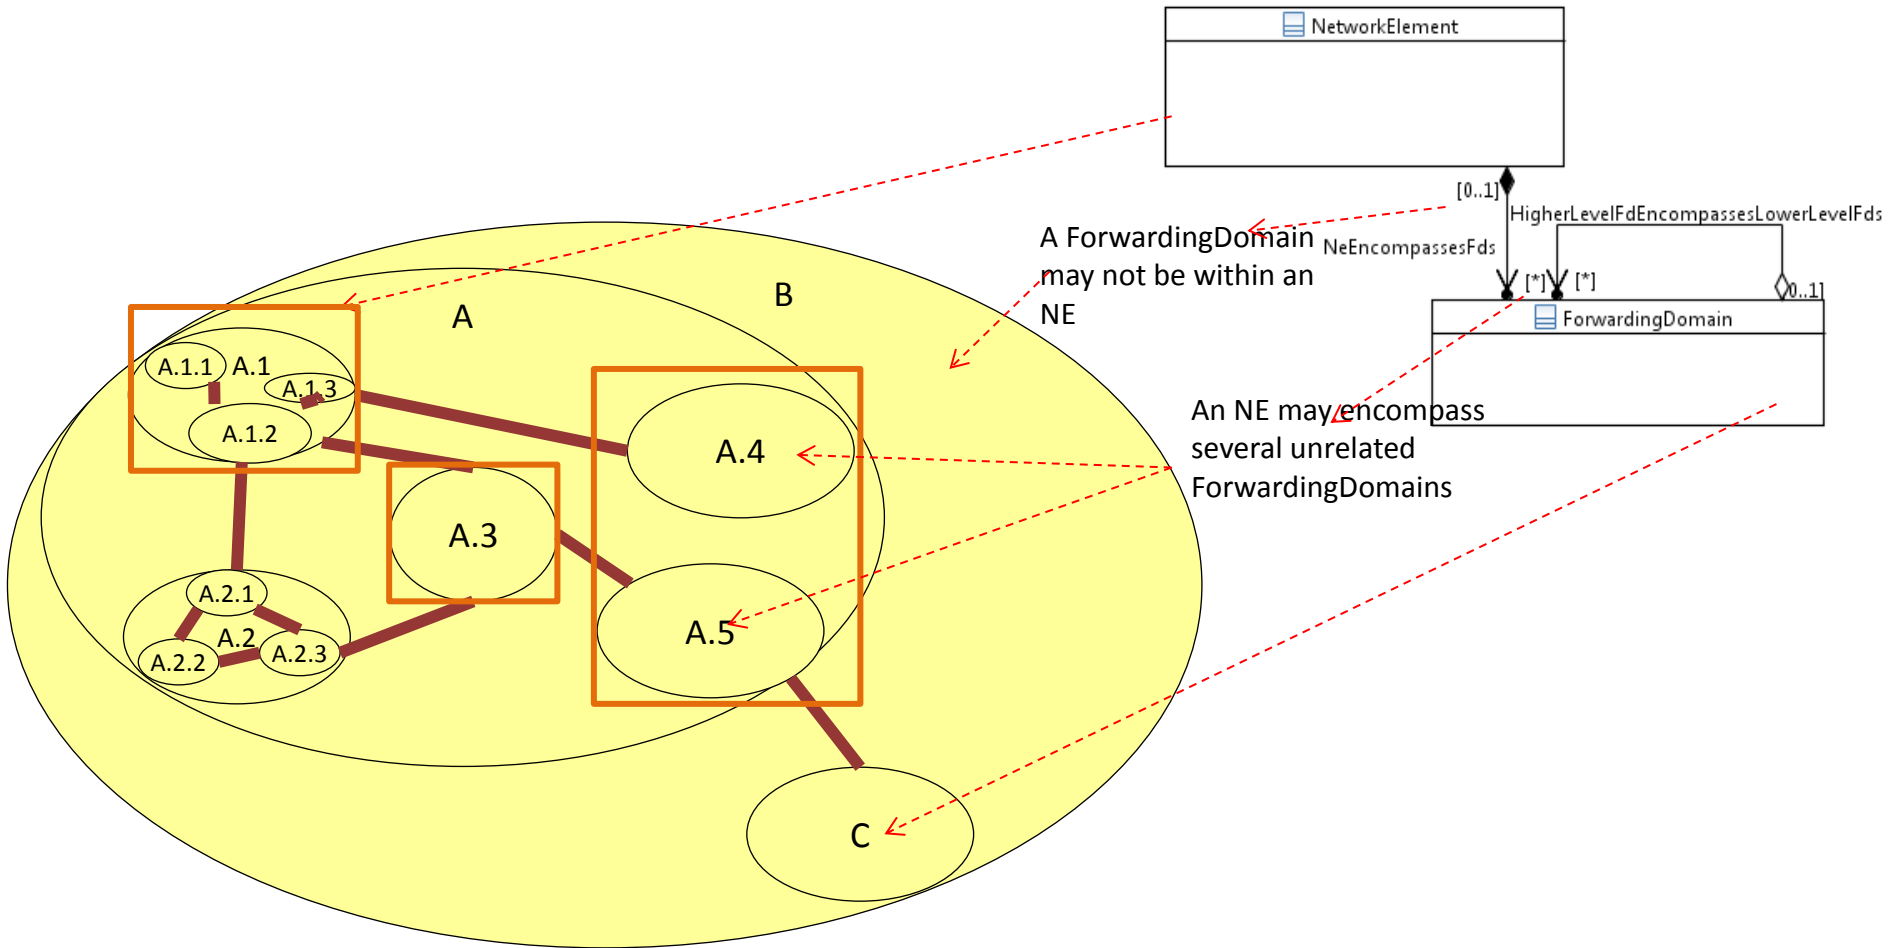 NetworkElement
[0..1]
HigherLevelFdEncompassesLowerLevelFds
NeEncompassesFds
[*]
[*]
0..1]
ForwardingDomain
A ForwardingDomain
may not be within an
NE
An NE may encompass
several unrelated
ForwardingDomains
B
A
A.1.1
A.1
A.1.3
A.1.2
A.4
A.3
A.2.1
A.2
A.2.2
A.2.3
A.5
C